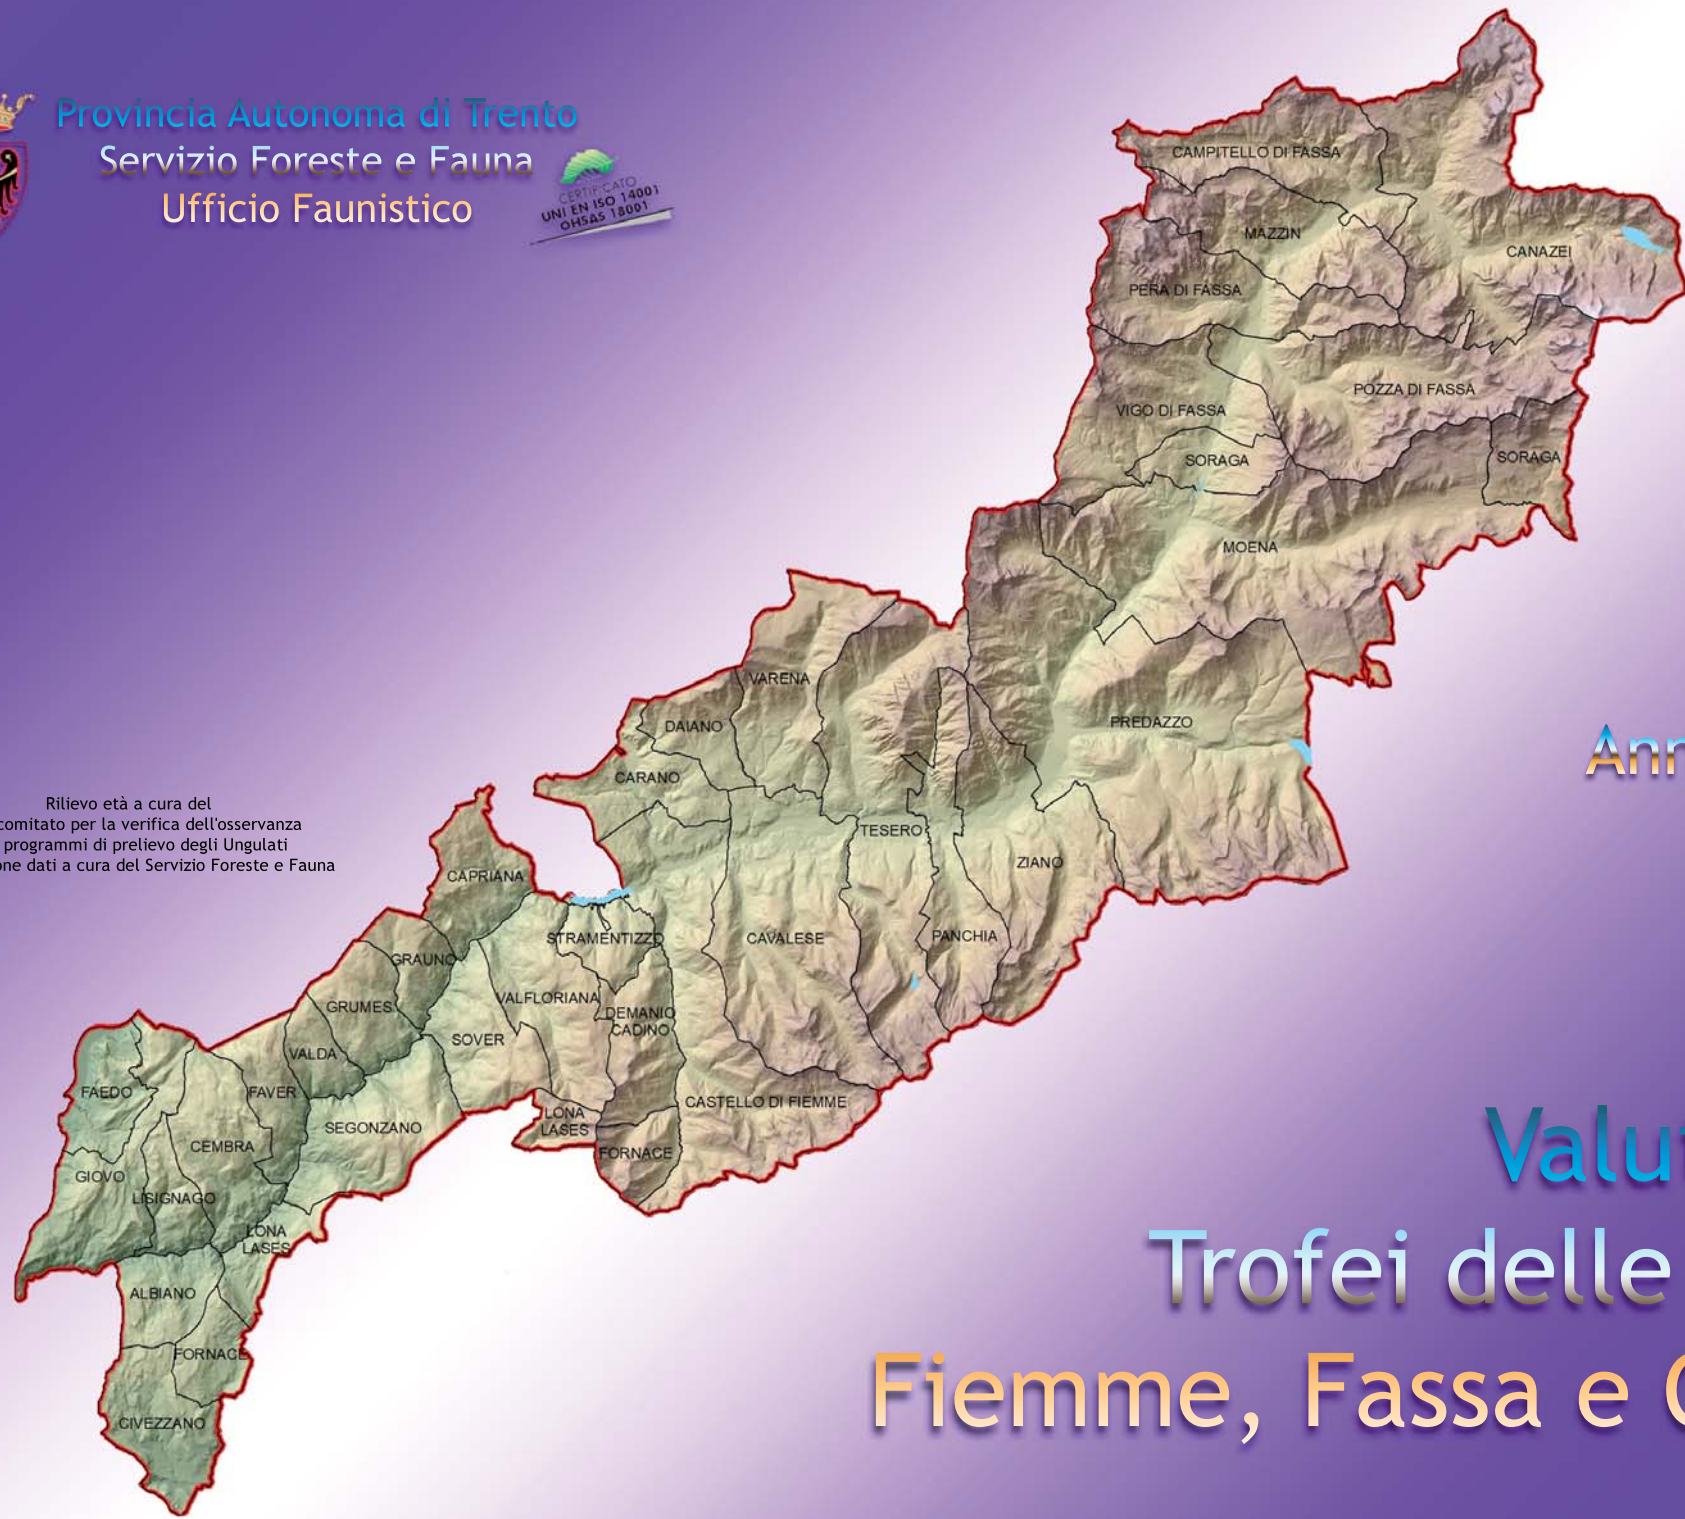 Provincia Autonoma di Trento
Servizio Foreste e Fauna
Ufficio Faunistico
CERTIFICATO
UNI EN ISO 14001
OHSAS 18001
CAMPITELLO DI FASSA
MAZZIN
CANAZEI
PERA DI FASSA
POZZA DI FASSA
VIGO DI FASSA
SORAGA
SORAGA
MOENA
VARENA
PREDAZZO
DAIANO
CARANO
TESERO
ZIANO
CAPRIANA
STRAMENTIZZO
CAVALESE
PANCHIA
GRAUNO
VALFLORIANA
GRUMES
DEMANIO
CADINO
SOVER
VALDA
FAEDO
FAVER
CASTELLO DI FIEMME
LONA
LASES
SEGONZANO
CEMBRA
FORNACE
GIOVO
LISIGNAGO
LONA
LASES
ALBIANO
FORNACE
CIVEZZANO
Rilievo età a cura del
comitato per la verifica dell'osservanza
programmi di prelievo degli Ungulati
one dati a cura del Servizio Foreste e Fauna
Ann
Valu
Trofei delle
Fiemme, Fassa e C